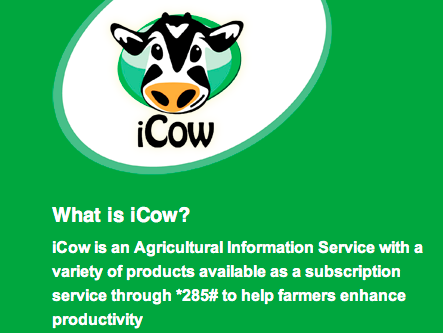 iCow
What is iCow?
iCow is an Agricultural Information Service with a
variety of products available as a subscription
service through *285# to help farmers enhance
productivity